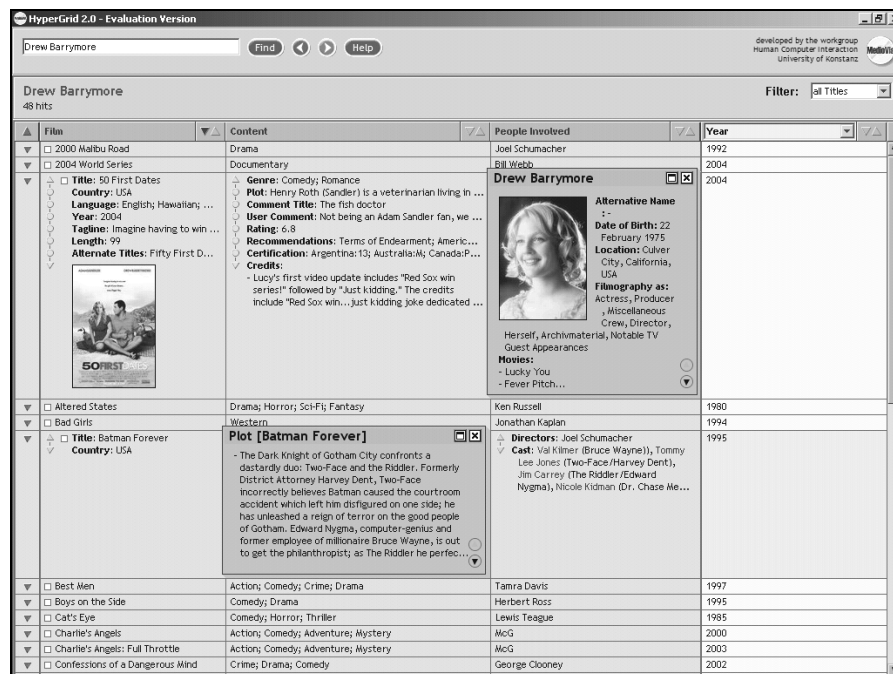 HyperGrid 2.0 - Evaluation Version
Drew Barrymore
Find
Help
developed by the workgroup
Human Computer Interaction
University of Konstanz
MedioVis
Drew Barrymore
48 hits
Filter: all Titles
Film Content People Involved Year
2000 Malibu Road Drama Joel Schumacher 1992
2004 World Series Documentary Bill Webb 2004
Title: 50 First Dates
Country: USA
Language: English; Hawaiian; ...
Year: 2004
Tagline: Imagine having to win ...
Length: 99
Alternate Titles: Fifty First D...
50 FIRST DATES
Genre: Comedy; Romance
Plot: Henry Roth (Sandler) is a veterinarian living in ...
Comment Title: The fish doctor
User Comment: Not being an Adam Sandler fan, we ...
Rating: 6.8
Recommendations: Terms of Endearment; Americ...
Certification: Argentina:13; Australia:M; Canada:P...
Credits:
- Lucy's first video update includes "Red Sox win
series!" followed by "Just kidding." The credits
include "Red Sox win...just kidding joke dedicated ...
Drew Barrymore
Alternative Name
: -
Date of Birth: 22
February 1975
Location: Culver
City, California,
USA
Filmography as:
Actress, Producer
, Miscellaneous
Crew, Director,
Herself, Archivmaterial, Notable TV
Guest Appearances
Movies:
- Lucky You
- Fever Pitch...
2004
Altered States Drama; Horror; Sci-Fi; Fantasy Ken Russell 1980
Bad Girls Western Jonathan Kaplan 1994
Title: Batman Forever
Country: USA
Plot [Batman Forever]
- The Dark Knight of Gotham City confronts a
dastardly duo: Two-Face and the Riddler. Formerly
District Attorney Harvey Dent, Two-Face
incorrectly believes Batman caused the courtroom
accident which left him disfigured on one side; he
has unleashed a reign of terror on the good people
of Gotham. Edward Nygma, computer-genius and
former employee of millionaire Bruce Wayne, is out
to get the philanthropist; as The Riddler he perfec...
Directors: Joel Schumacher
Cast: Val Kilmer (Bruce Wayne)), Tommy
Lee Jones (Two-Face/Harvey Dent),
Jim Carrey (The Riddler/Edward
Nygma), Nicole Kidman (Dr. Chase Me...
1995
Best Men Action; Comedy; Crime; Drama Tamra Davis 1997
Boys on the Side Comedy; Drama Herbert Ross 1995
Cat's Eye Comedy; Horror; Thriller Lewis Teague 1985
Charlie's Angels Action; Comedy; Adventure; Mystery McG 2000
Charlie's Angels: Full Throttle Action; Comedy; Adventure; Mystery McG 2003
Confessions of a Dangerous Mind Crime; Drama; Comedy George Clooney 2002